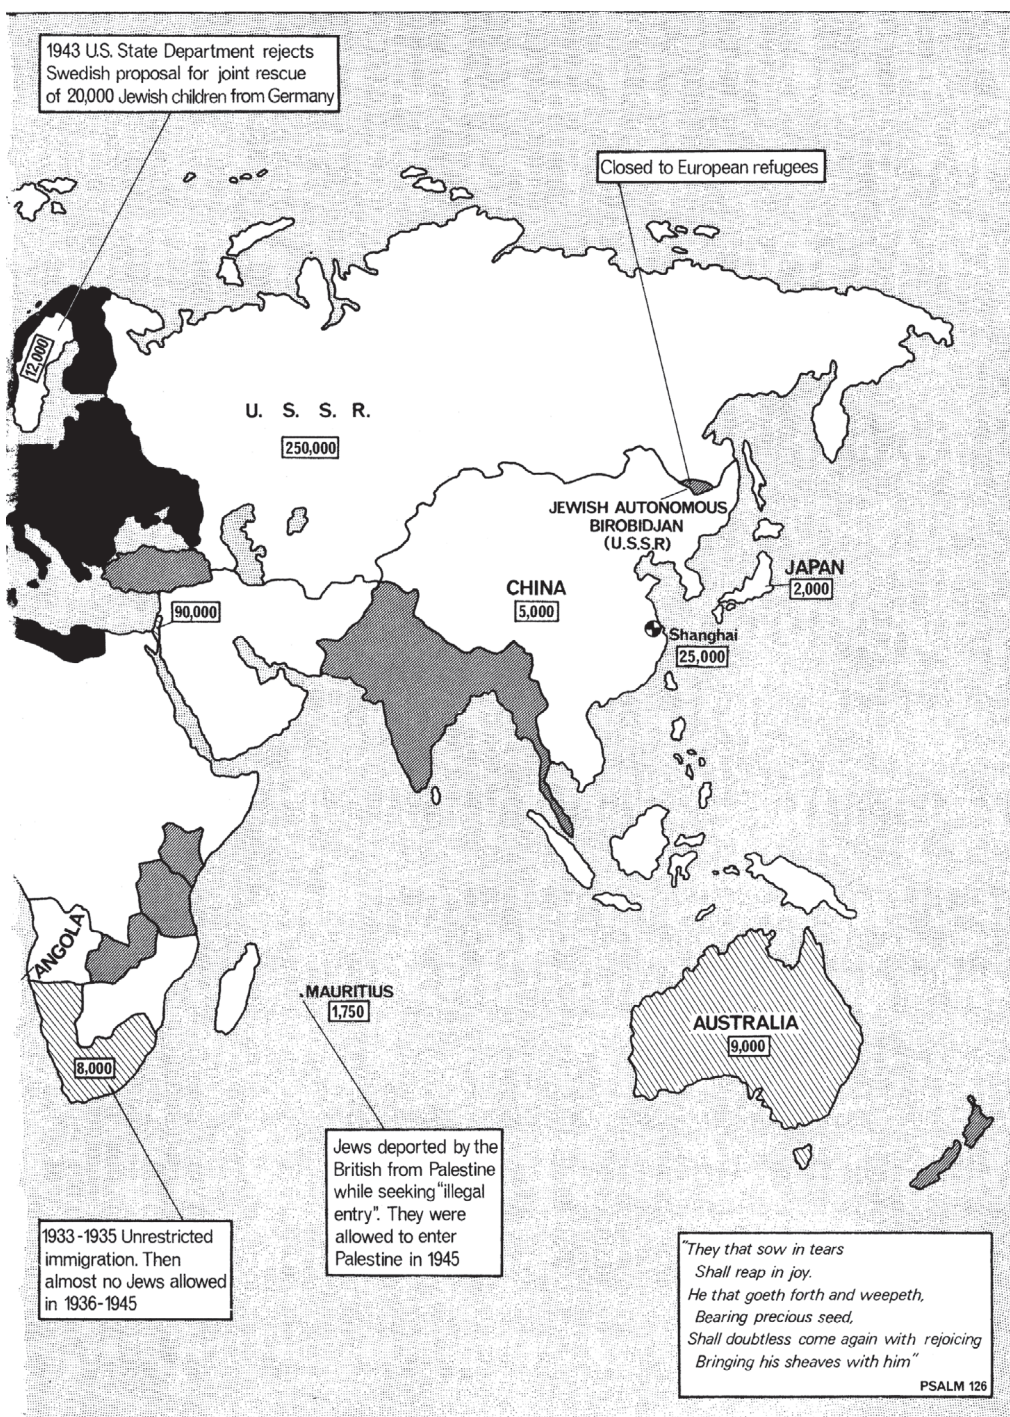 1943 U.S. State Department rejects
Swedish proposal for joint rescue
of 20,000 Jewish children from Germany
Closed to European refugees
12,000
U. S. S. R.
250,000
JEWISH AUTONOMOUS
BIROBIDJAN
(U.S.S.R)
JAPAN
2,000
CHINA
5,000
90,000
Shanghai
25,000
ANGOLA
.MAURITIUS
1,750
AUSTRALIA
9,000
8,000
Jews deported by the
British from Palestine
while seeking "illegal
entry". They were
allowed to enter
Palestine in 1945
1933-1935 Unrestricted
immigration. Then
almost no Jews allowed
in 1936-1945
"They that sow in tears
Shall reap in joy.
He that goeth forth and weepeth,
Bearing precious seed,
Shall doubtless come again with rejoicing
Bringing his sheaves with him"
PSALM 126